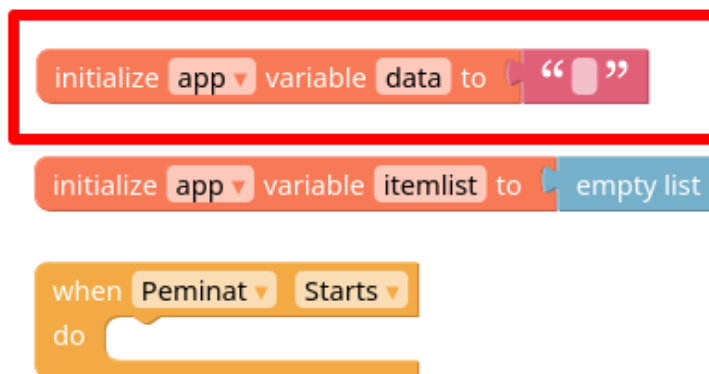 initialize app variable data to “ ”
initialize app variable itemlist to empty list
when Peminat Starts
do